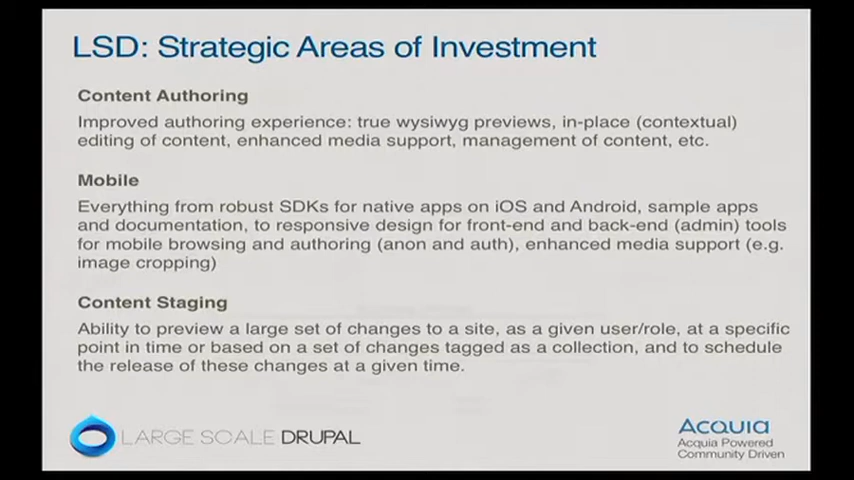 LSD: Strategic Areas of Investment
Content Authoring
Improved authoring experience: true wysiwyg previews, in-place (contextual)
editing of content, enhanced media support, management of content, etc.
Mobile
Everything from robust SDKs for native apps on iOS and Android, sample apps
and documentation, to responsive design for front-end and back-end (admin) tools
for mobile browsing and authoring (anon and auth), enhanced media support (e.g.
image cropping)
Content Staging
Ability to preview a large set of changes to a site, as a given user/role, at a specific
point in time or based on a set of changes tagged as a collection, and to schedule
the release of these changes at a given time.
LARGE SCALE DRUPAL
Acquia
Acquia Powered
Community Driven